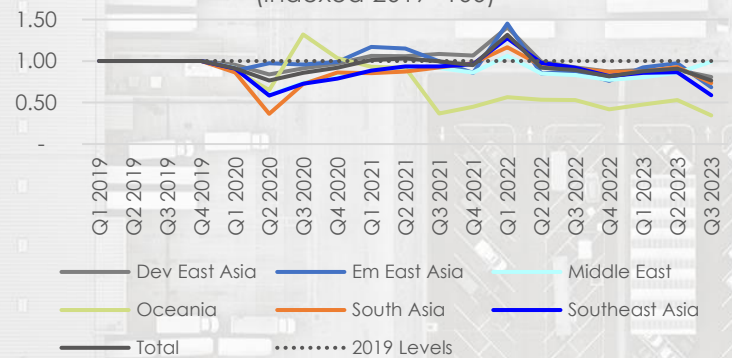 (Indexed 2019=100)
1.50
1.00
0.50
-
Q1 2019
Q2 2019
Q3 2019
Q4 2019
Q1 2020
Q2 2020
Q3 2020
Q4 2020
Q1 2021
Q2 2021
Q3 2021
Q4 2021
Q1 2022
Q2 2022
Q3 2022
Q4 2022
Q1 2023
Q2 2023
Q3 2023
Dev East Asia Em East Asia Middle East
Oceania South Asia Southeast Asia
Total 2019 Levels